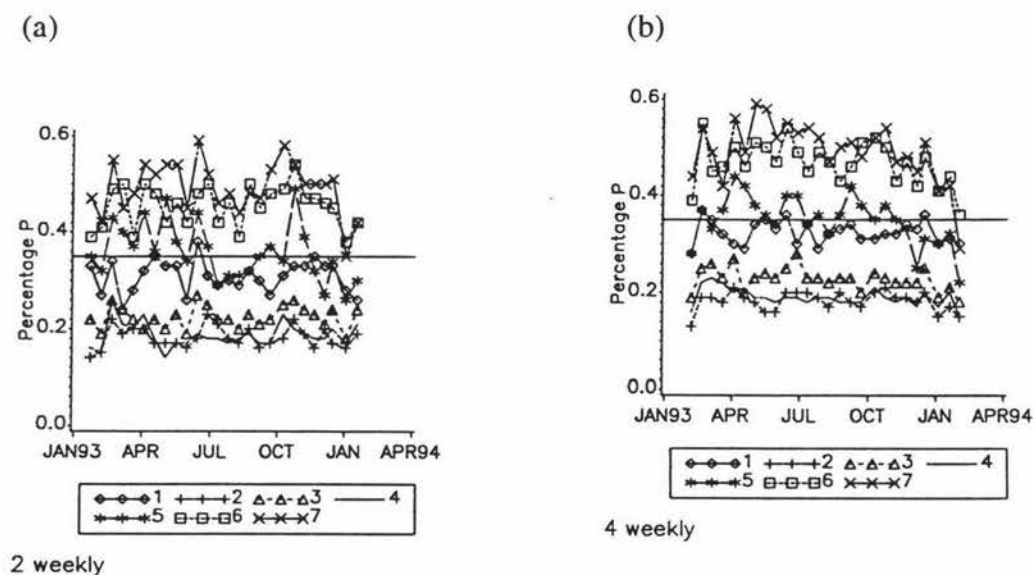 (a)
Percentage P
0.6
0.4
0.2
0.0
JAN93 APR JUL OCT JAN APR94
1 2 3 4
5 6 7
2 weekly
(b)
Percentage P
0.6
0.4
0.2
0.0
JAN93 APR JUL OCT JAN APR94
1 2 3 4
5 6 7
4 weekly